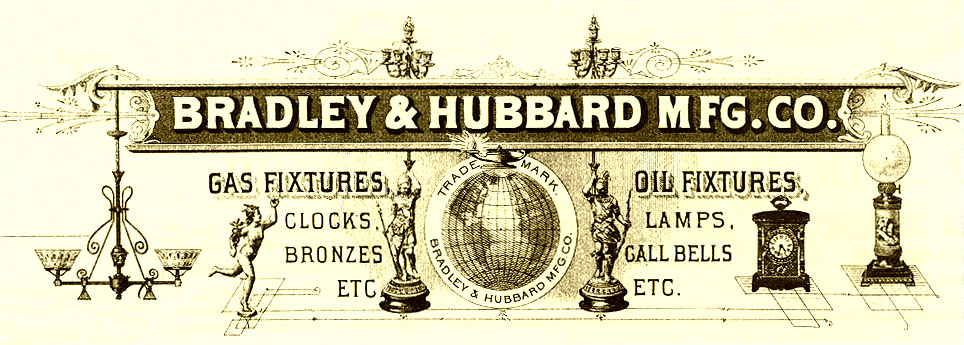 BRADLEY & HUBBARD MFG. CO.
GAS FIXTURES,
CLOCKS,
BRONZES
ETC
TRADE MARK
BRADLEY & HUBBARD MFG. CO.
OIL FIXTURES,
LAMPS,
CALL BELLS
ETC.